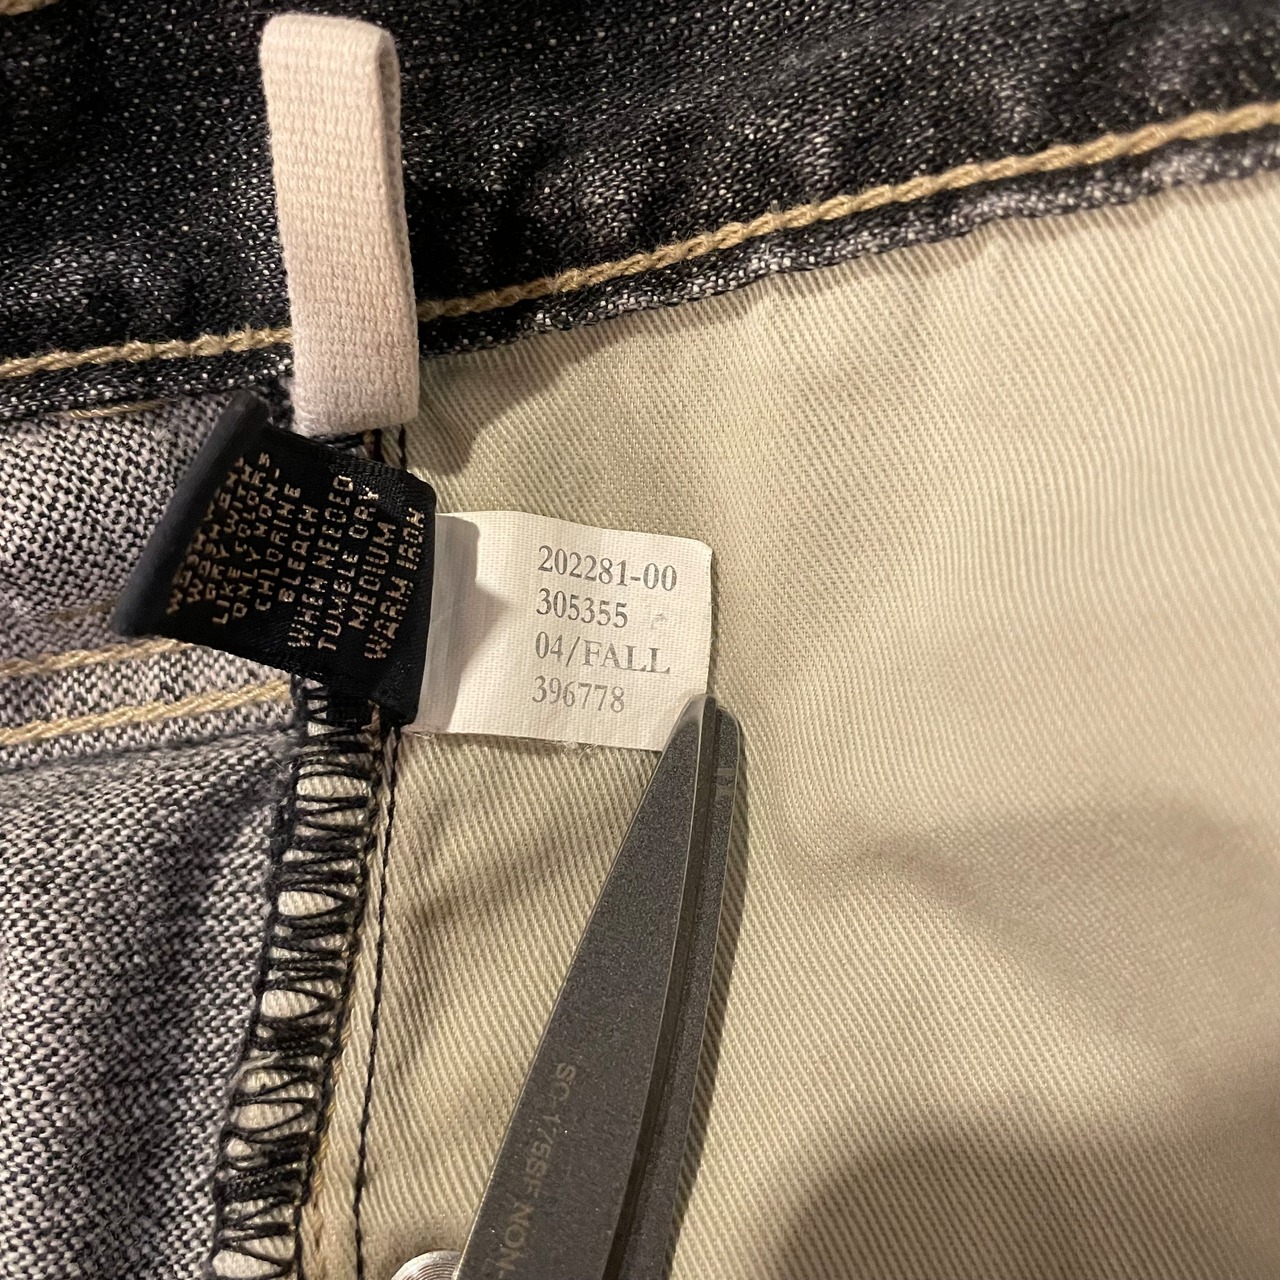 WASH WITH
LIKE COLORS
ONLY NON-
CHLORINE
BLEACH
WHEN NEEDED
TUMBLE DRY
MEDIUM
WARM IRON
202281-00
305355
04/FALL
396778
NON-